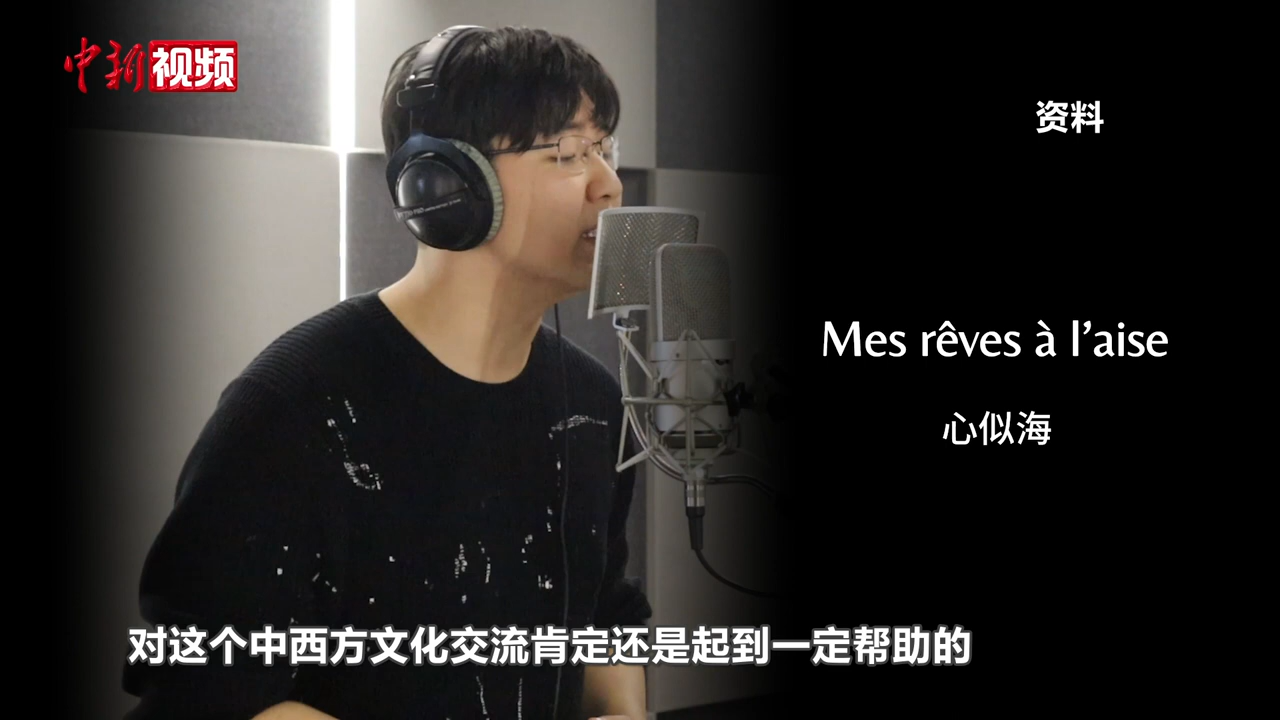 中新视频
资料
Mes rêves à l'aise
心似海
对这个中西方文化交流肯定还是起到一定帮助的